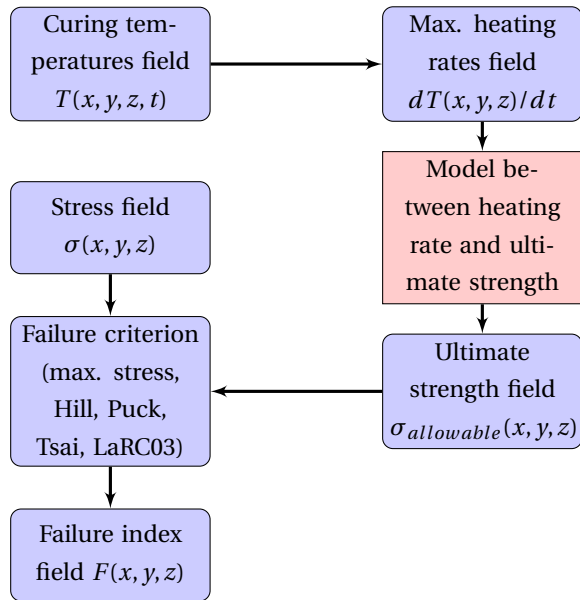 Curing tem-
peratures field
T(x, y, z, t)
Max. heating
rates field
dT(x, y, z)/dt
Model be-
tween heating
rate and ulti-
mate strength
Stress field
σ(x, y, z)
Failure criterion
(max. stress,
Hill, Puck,
Tsai, LaRC03)
Ultimate
strength field
σallowable(x, y, z)
Failure index
field F(x, y, z)